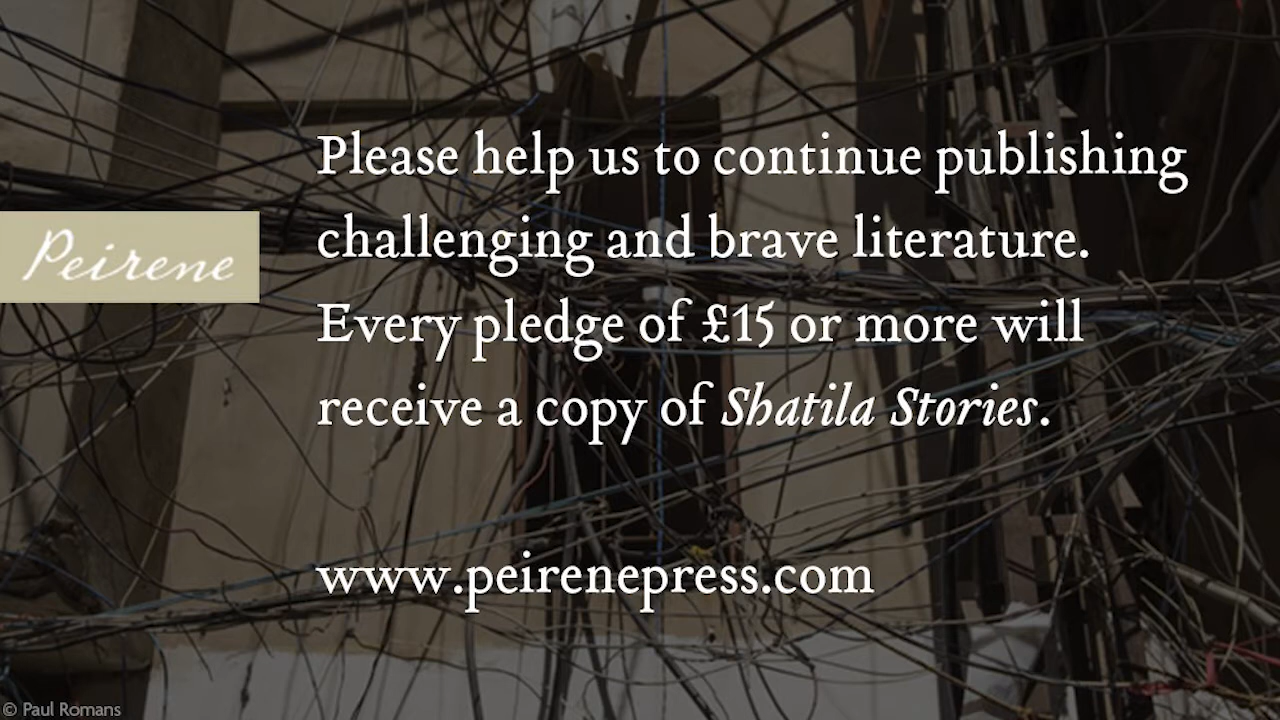 Please help us to continue publishing
challenging and brave literature.
Peirene
Every pledge of £15 or more will
receive a copy of Shatila Stories.
www.peirenepress.com
© Paul Romans